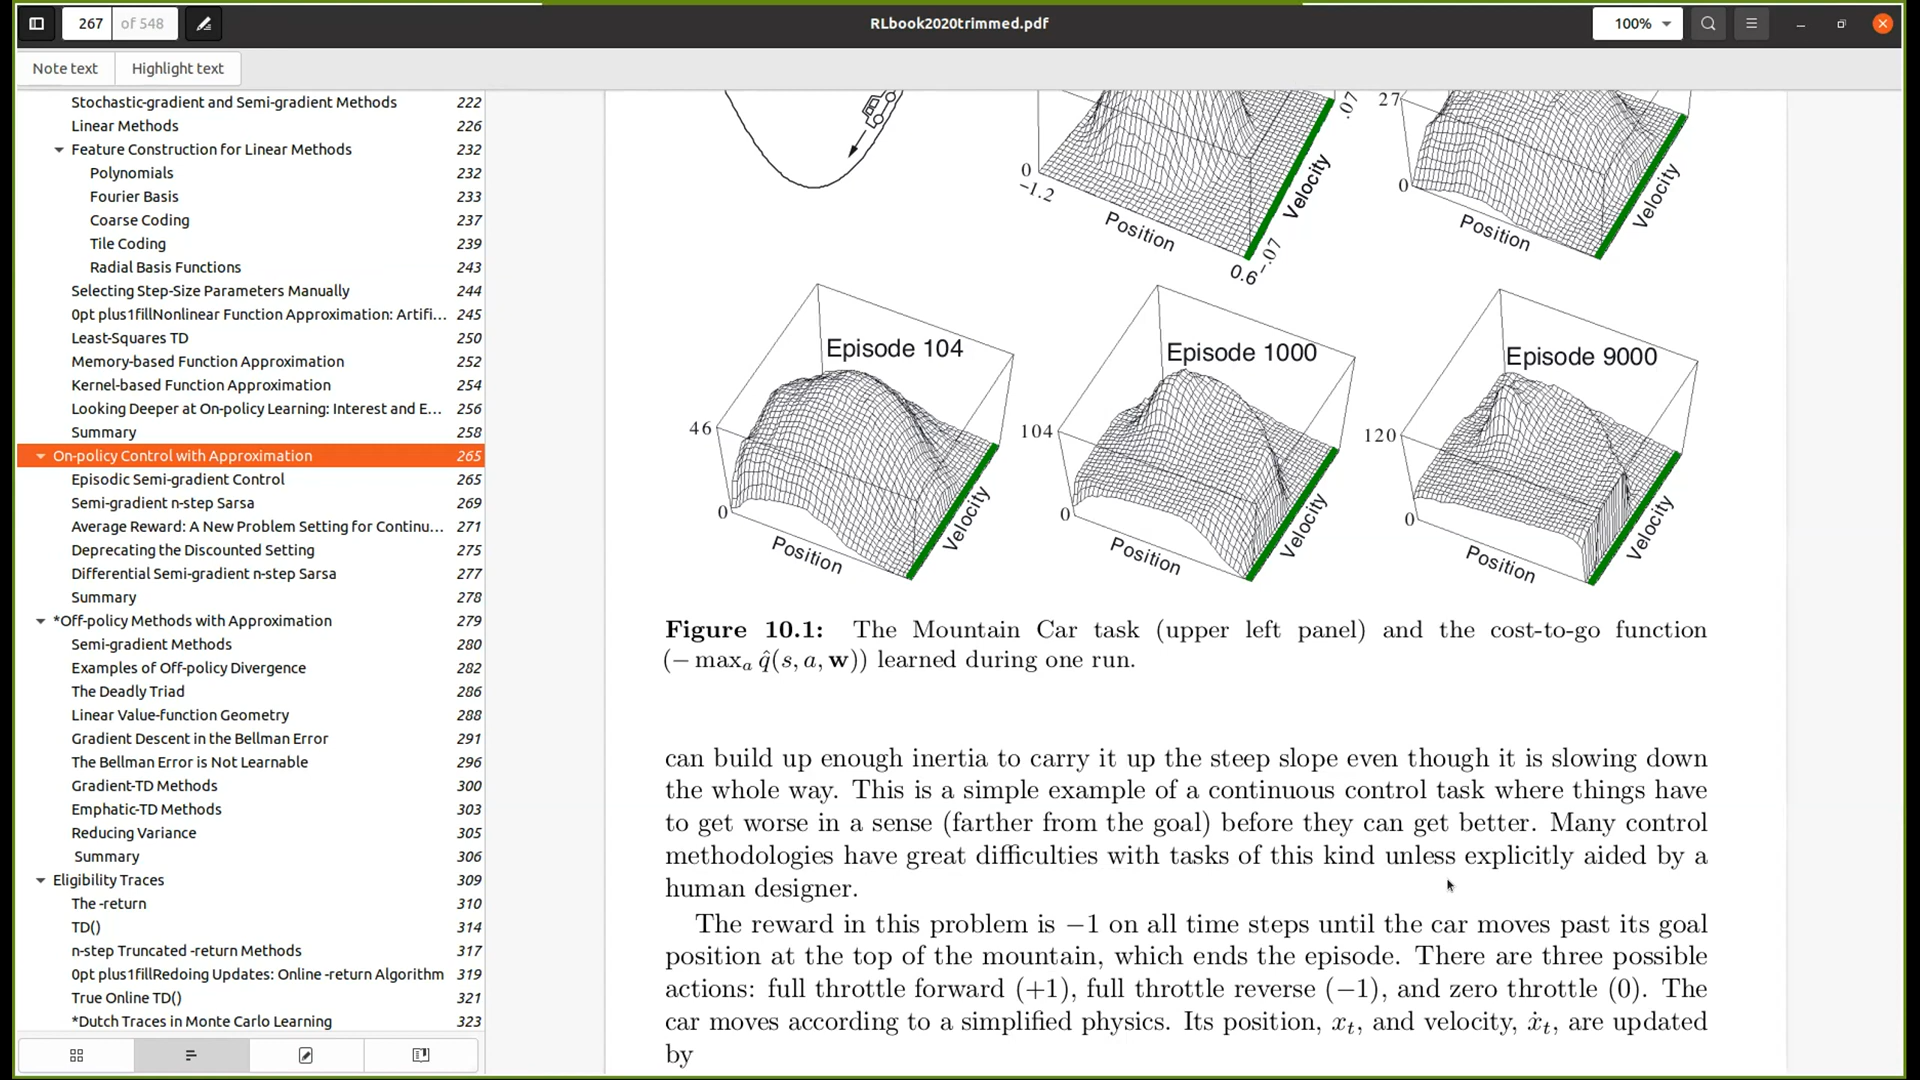 267 of 548
RLbook2020trimmed.pdf
100%
Note text
Highlight text
Stochastic-gradient and Semi-gradient Methods 222
Linear Methods 226
Feature Construction for Linear Methods 232
Polynomials 232
Fourier Basis 233
Coarse Coding 237
Tile Coding 239
Radial Basis Functions 243
Selecting Step-Size Parameters Manually 244
0pt plus1fillNonlinear Function Approximation: Artifi... 245
Least-Squares TD 250
Memory-based Function Approximation 252
Kernel-based Function Approximation 254
Looking Deeper at On-policy Learning: Interest and E... 256
Summary 258
On-policy Control with Approximation 265
Episodic Semi-gradient Control 265
Semi-gradient n-step Sarsa 269
Average Reward: A New Problem Setting for Continu... 271
Deprecating the Discounted Setting 275
Differential Semi-gradient n-step Sarsa 277
Summary 278
*Off-policy Methods with Approximation 279
Semi-gradient Methods 280
Examples of Off-policy Divergence 282
The Deadly Triad 286
Linear Value-function Geometry 288
Gradient Descent in the Bellman Error 291
The Bellman Error is Not Learnable 296
Gradient-TD Methods 300
Emphatic-TD Methods 303
Reducing Variance 305
Summary 306
Eligibility Traces 309
The -return 310
TD() 314
n-step Truncated -return Methods 317
0pt plus1fillRedoing Updates: Online -return Algorithm 319
True Online TD() 321
*Dutch Traces in Monte Carlo Learning 323
0
−1.2
Position
0.6
−.07
Velocity
.07
27
0
Position
Velocity
Episode 104
46
0
Position
Velocity
Episode 1000
104
0
Position
Velocity
Episode 9000
120
0
Position
Velocity
Figure 10.1: The Mountain Car task (upper left panel) and the cost-to-go function
(− maxₐ q̂(s, a, w)) learned during one run.
can build up enough inertia to carry it up the steep slope even though it is slowing down
the whole way. This is a simple example of a continuous control task where things have
to get worse in a sense (farther from the goal) before they can get better. Many control
methodologies have great difficulties with tasks of this kind unless explicitly aided by a
human designer.
The reward in this problem is −1 on all time steps until the car moves past its goal
position at the top of the mountain, which ends the episode. There are three possible
actions: full throttle forward (+1), full throttle reverse (−1), and zero throttle (0). The
car moves according to a simplified physics. Its position, xₜ, and velocity, ẋₜ, are updated
by